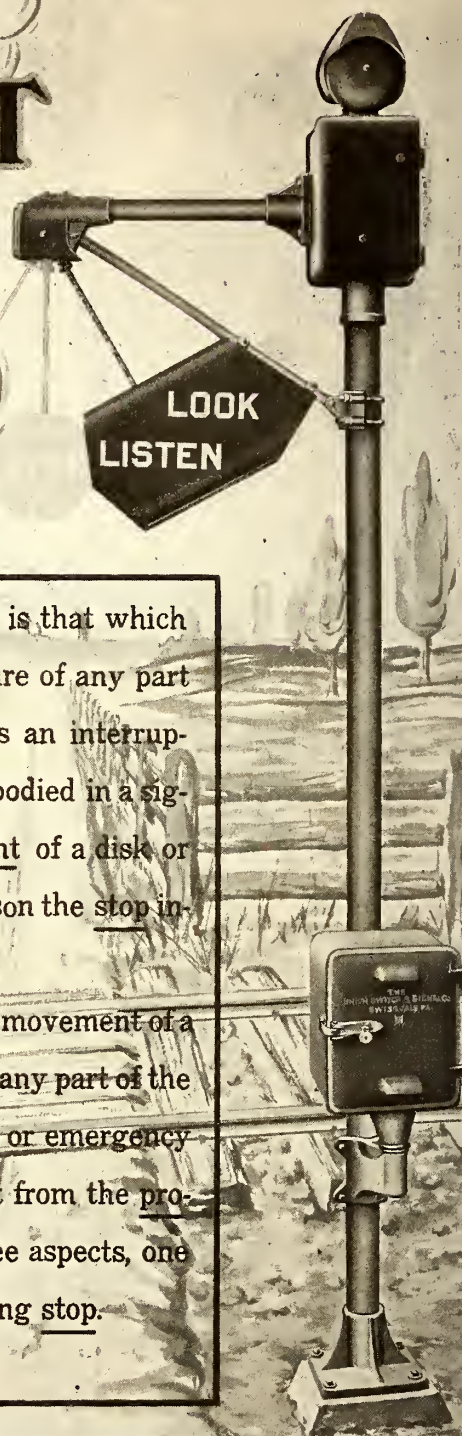 T
LOOK
LISTEN
is that which
re of any part
s an interrup-
bodied in a sig-
nt of a disk or
son the stop in-
movement of a
any part of the
or emergency
t from the pro-
ee aspects, one
ng stop.
THE
UNION SWITCH & SIGNAL CO.
SWISSVALE PA.